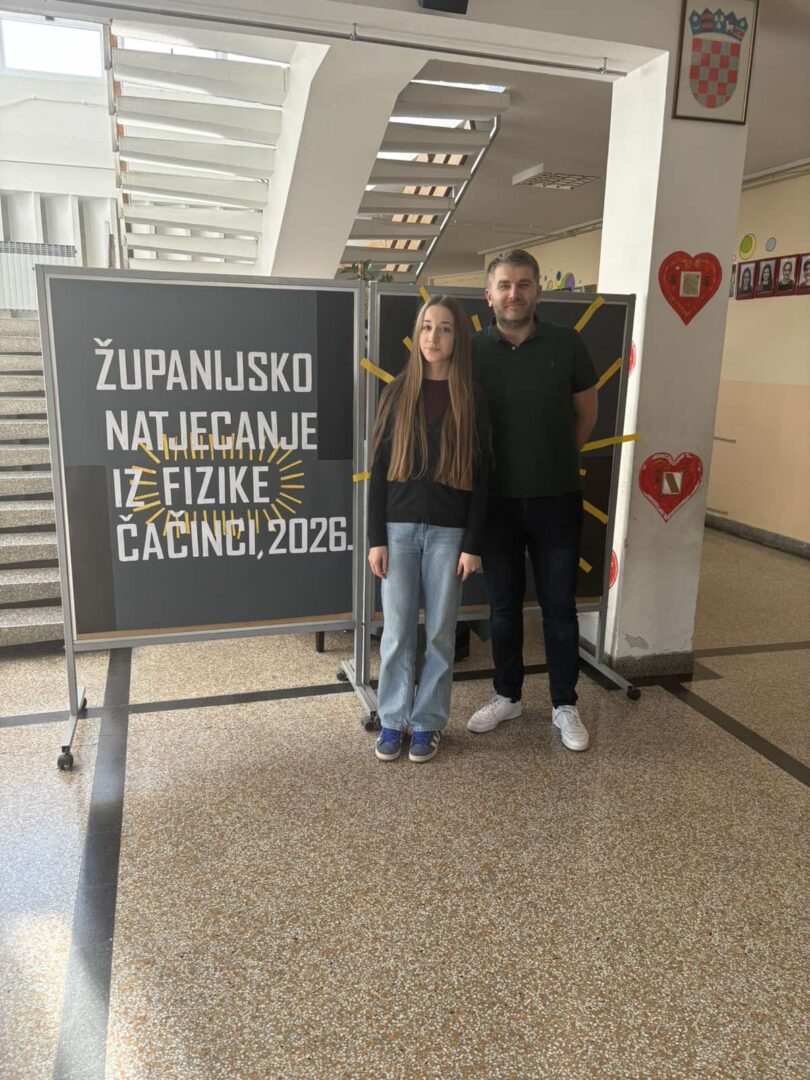 ŽUPANIJSKO
NATJECANJE
IZ FIZIKE
ČAČINCI, 2026.